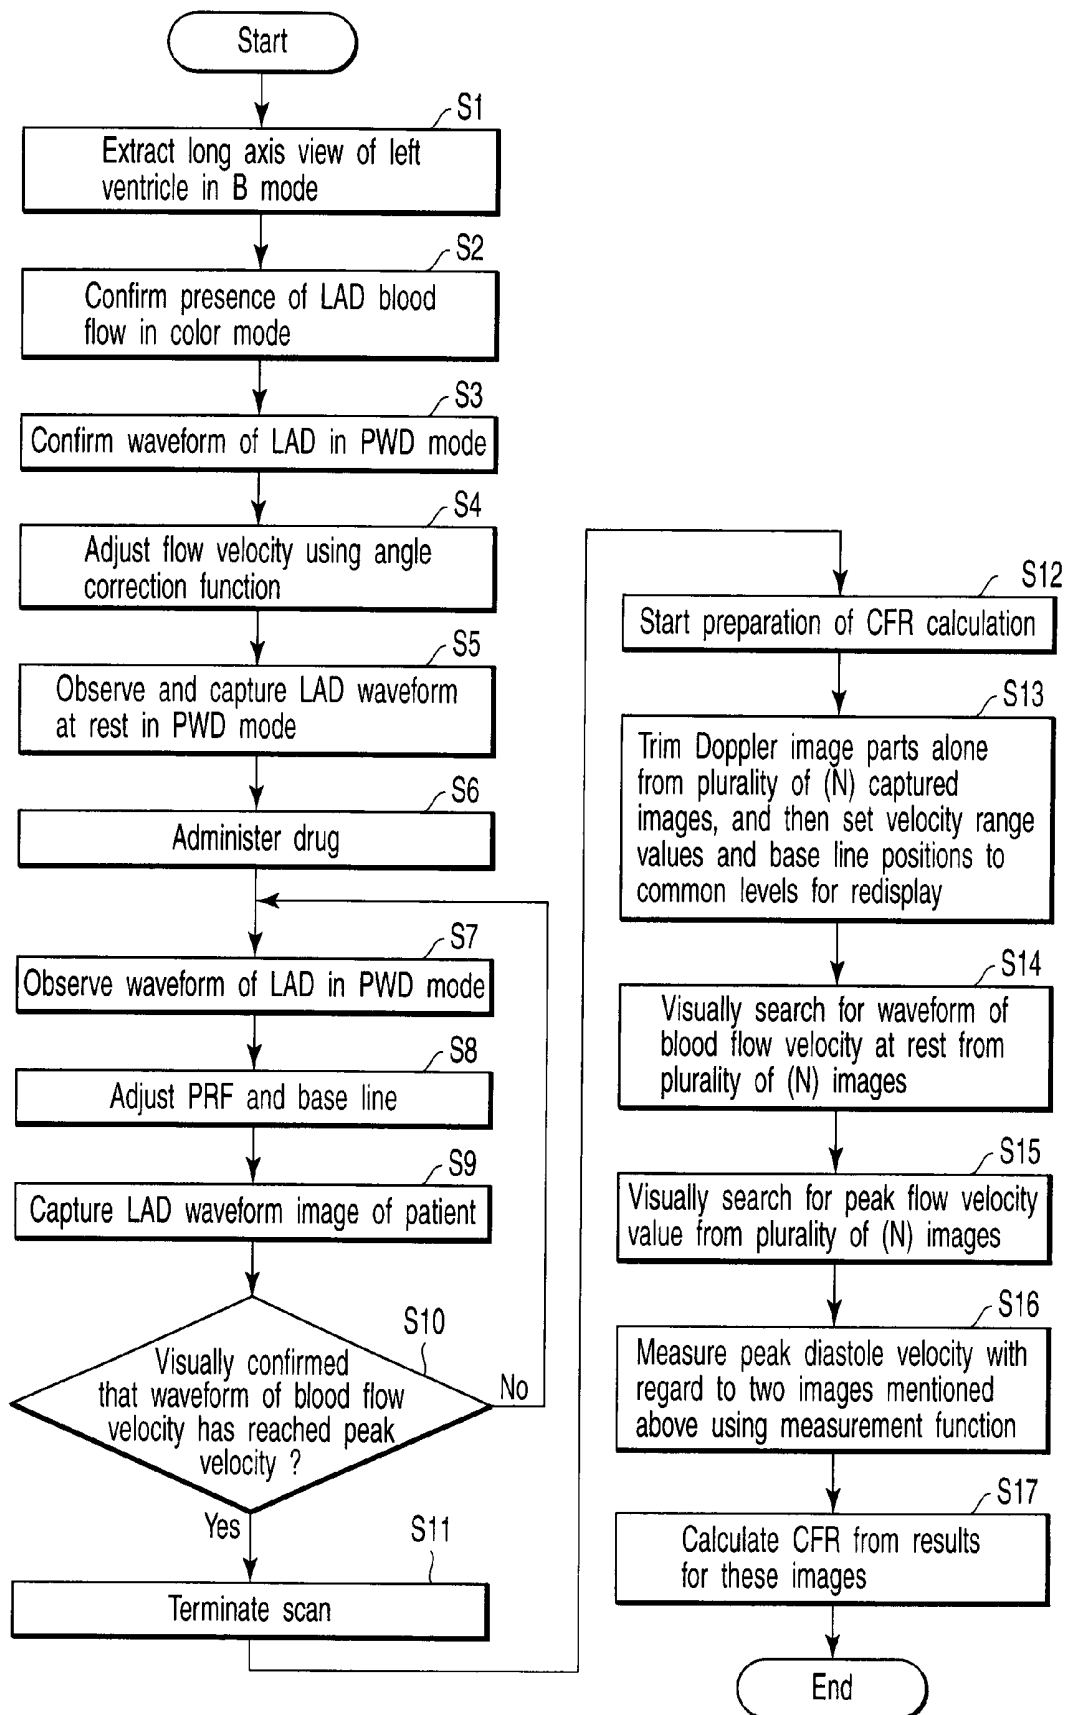 Start
S1
Extract long axis view of left
ventricle in B mode
S2
Confirm presence of LAD blood
flow in color mode
S3
Confirm waveform of LAD in PWD mode
S4
Adjust flow velocity using angle
correction function
S5
Observe and capture LAD waveform
at rest in PWD mode
S6
Administer drug
S7
Observe waveform of LAD in PWD mode
S8
Adjust PRF and base line
S9
Capture LAD waveform image of patient
S10
Visually confirmed
that waveform of blood flow
velocity has reached peak
velocity ?
No
Yes
S11
Terminate scan
S12
Start preparation of CFR calculation
S13
Trim Doppler image parts alone
from plurality of (N) captured
images, and then set velocity range
values and base line positions to
common levels for redisplay
S14
Visually search for waveform of
blood flow velocity at rest from
plurality of (N) images
S15
Visually search for peak flow velocity
value from plurality of (N) images
S16
Measure peak diastole velocity with
regard to two images mentioned
above using measurement function
S17
Calculate CFR from results
for these images
End